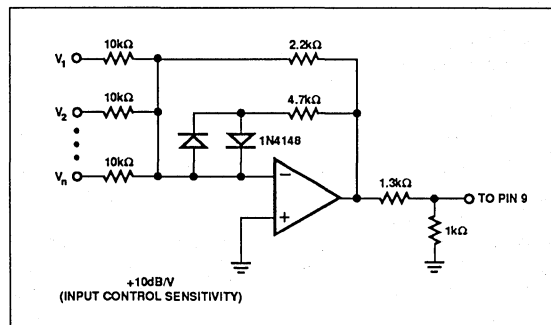 V1
10kΩ
2.2kΩ
V2
10kΩ
4.7kΩ
1N4148
Vn
10kΩ
−
+
1.3kΩ
TO PIN 9
1kΩ
+10dB/V
(INPUT CONTROL SENSITIVITY)